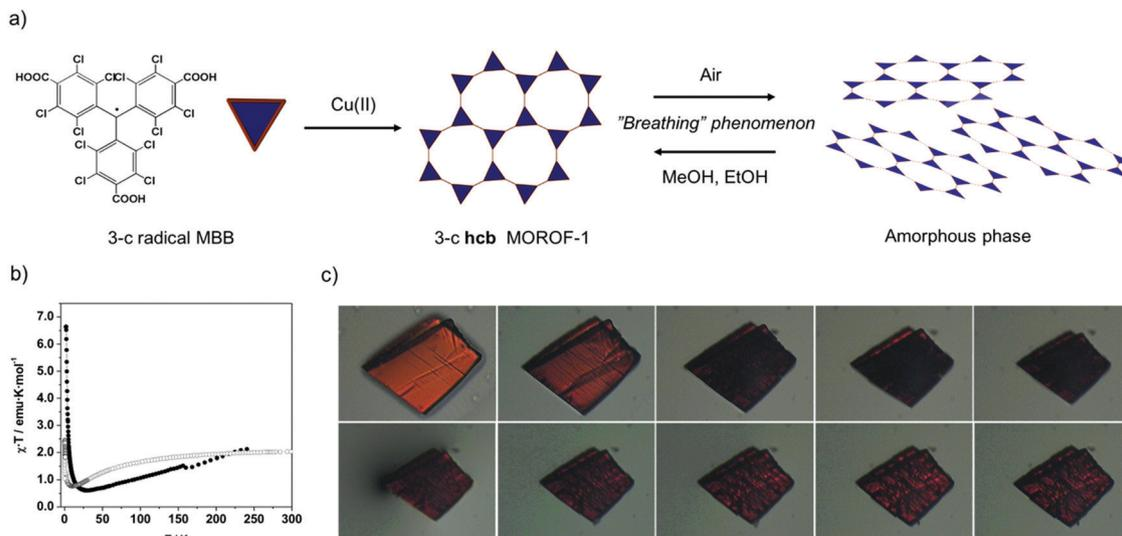 a)
Cl
Cl
HOOC
Cl
Cl
Cl
COOH
Cl
Cl
Cl
Cl
Cl
Cl
Cl
COOH
Cu(II)
Air
"Breathing" phenomenon
MeOH, EtOH
3-c radical MBB
3-c hcb MOROF-1
Amorphous phase
b)
c)
7.0
6.0
5.0
4.0
3.0
2.0
1.0
0.0
χ·T / emu·K·mol⁻¹
0
50
100
150
200
250
300